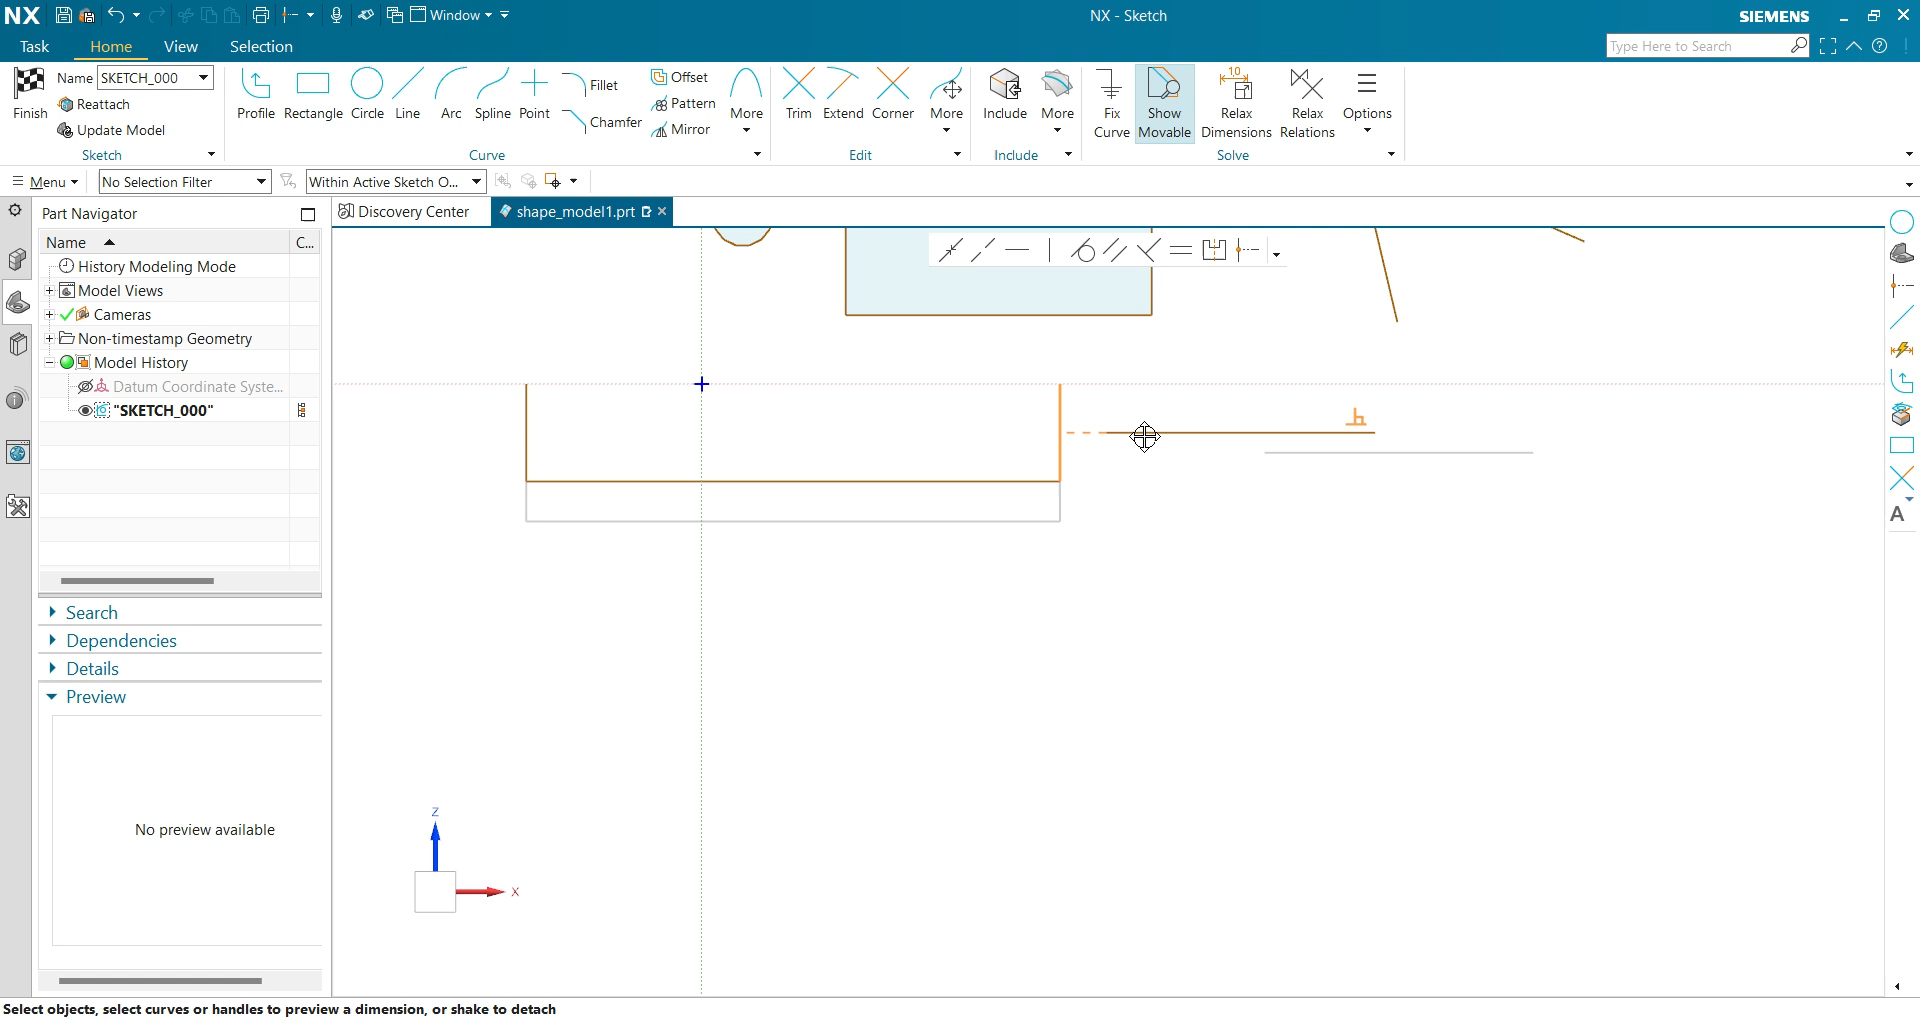 NX
Window
NX - Sketch
SIEMENS
Task
Home
View
Selection
Type Here to Search
Finish
Name SKETCH_000
Reattach
Update Model
Sketch
Profile
Rectangle
Circle
Line
Arc
Spline
Point
Fillet
Chamfer
Offset
Pattern
Mirror
More
Curve
Trim
Extend
Corner
More
Edit
Include
More
Include
Fix Curve
Show Movable
1,0
Relax Dimensions
Relax Relations
Options
Solve
Menu
No Selection Filter
Within Active Sketch O...
Part Navigator
Discovery Center
shape_model1.prt
Name
C...
History Modeling Mode
Model Views
Cameras
Non-timestamp Geometry
Model History
Datum Coordinate Syste...
"SKETCH_000"
Search
Dependencies
Details
Preview
No preview available
Z
X
A
Select objects, select curves or handles to preview a dimension, or shake to detach